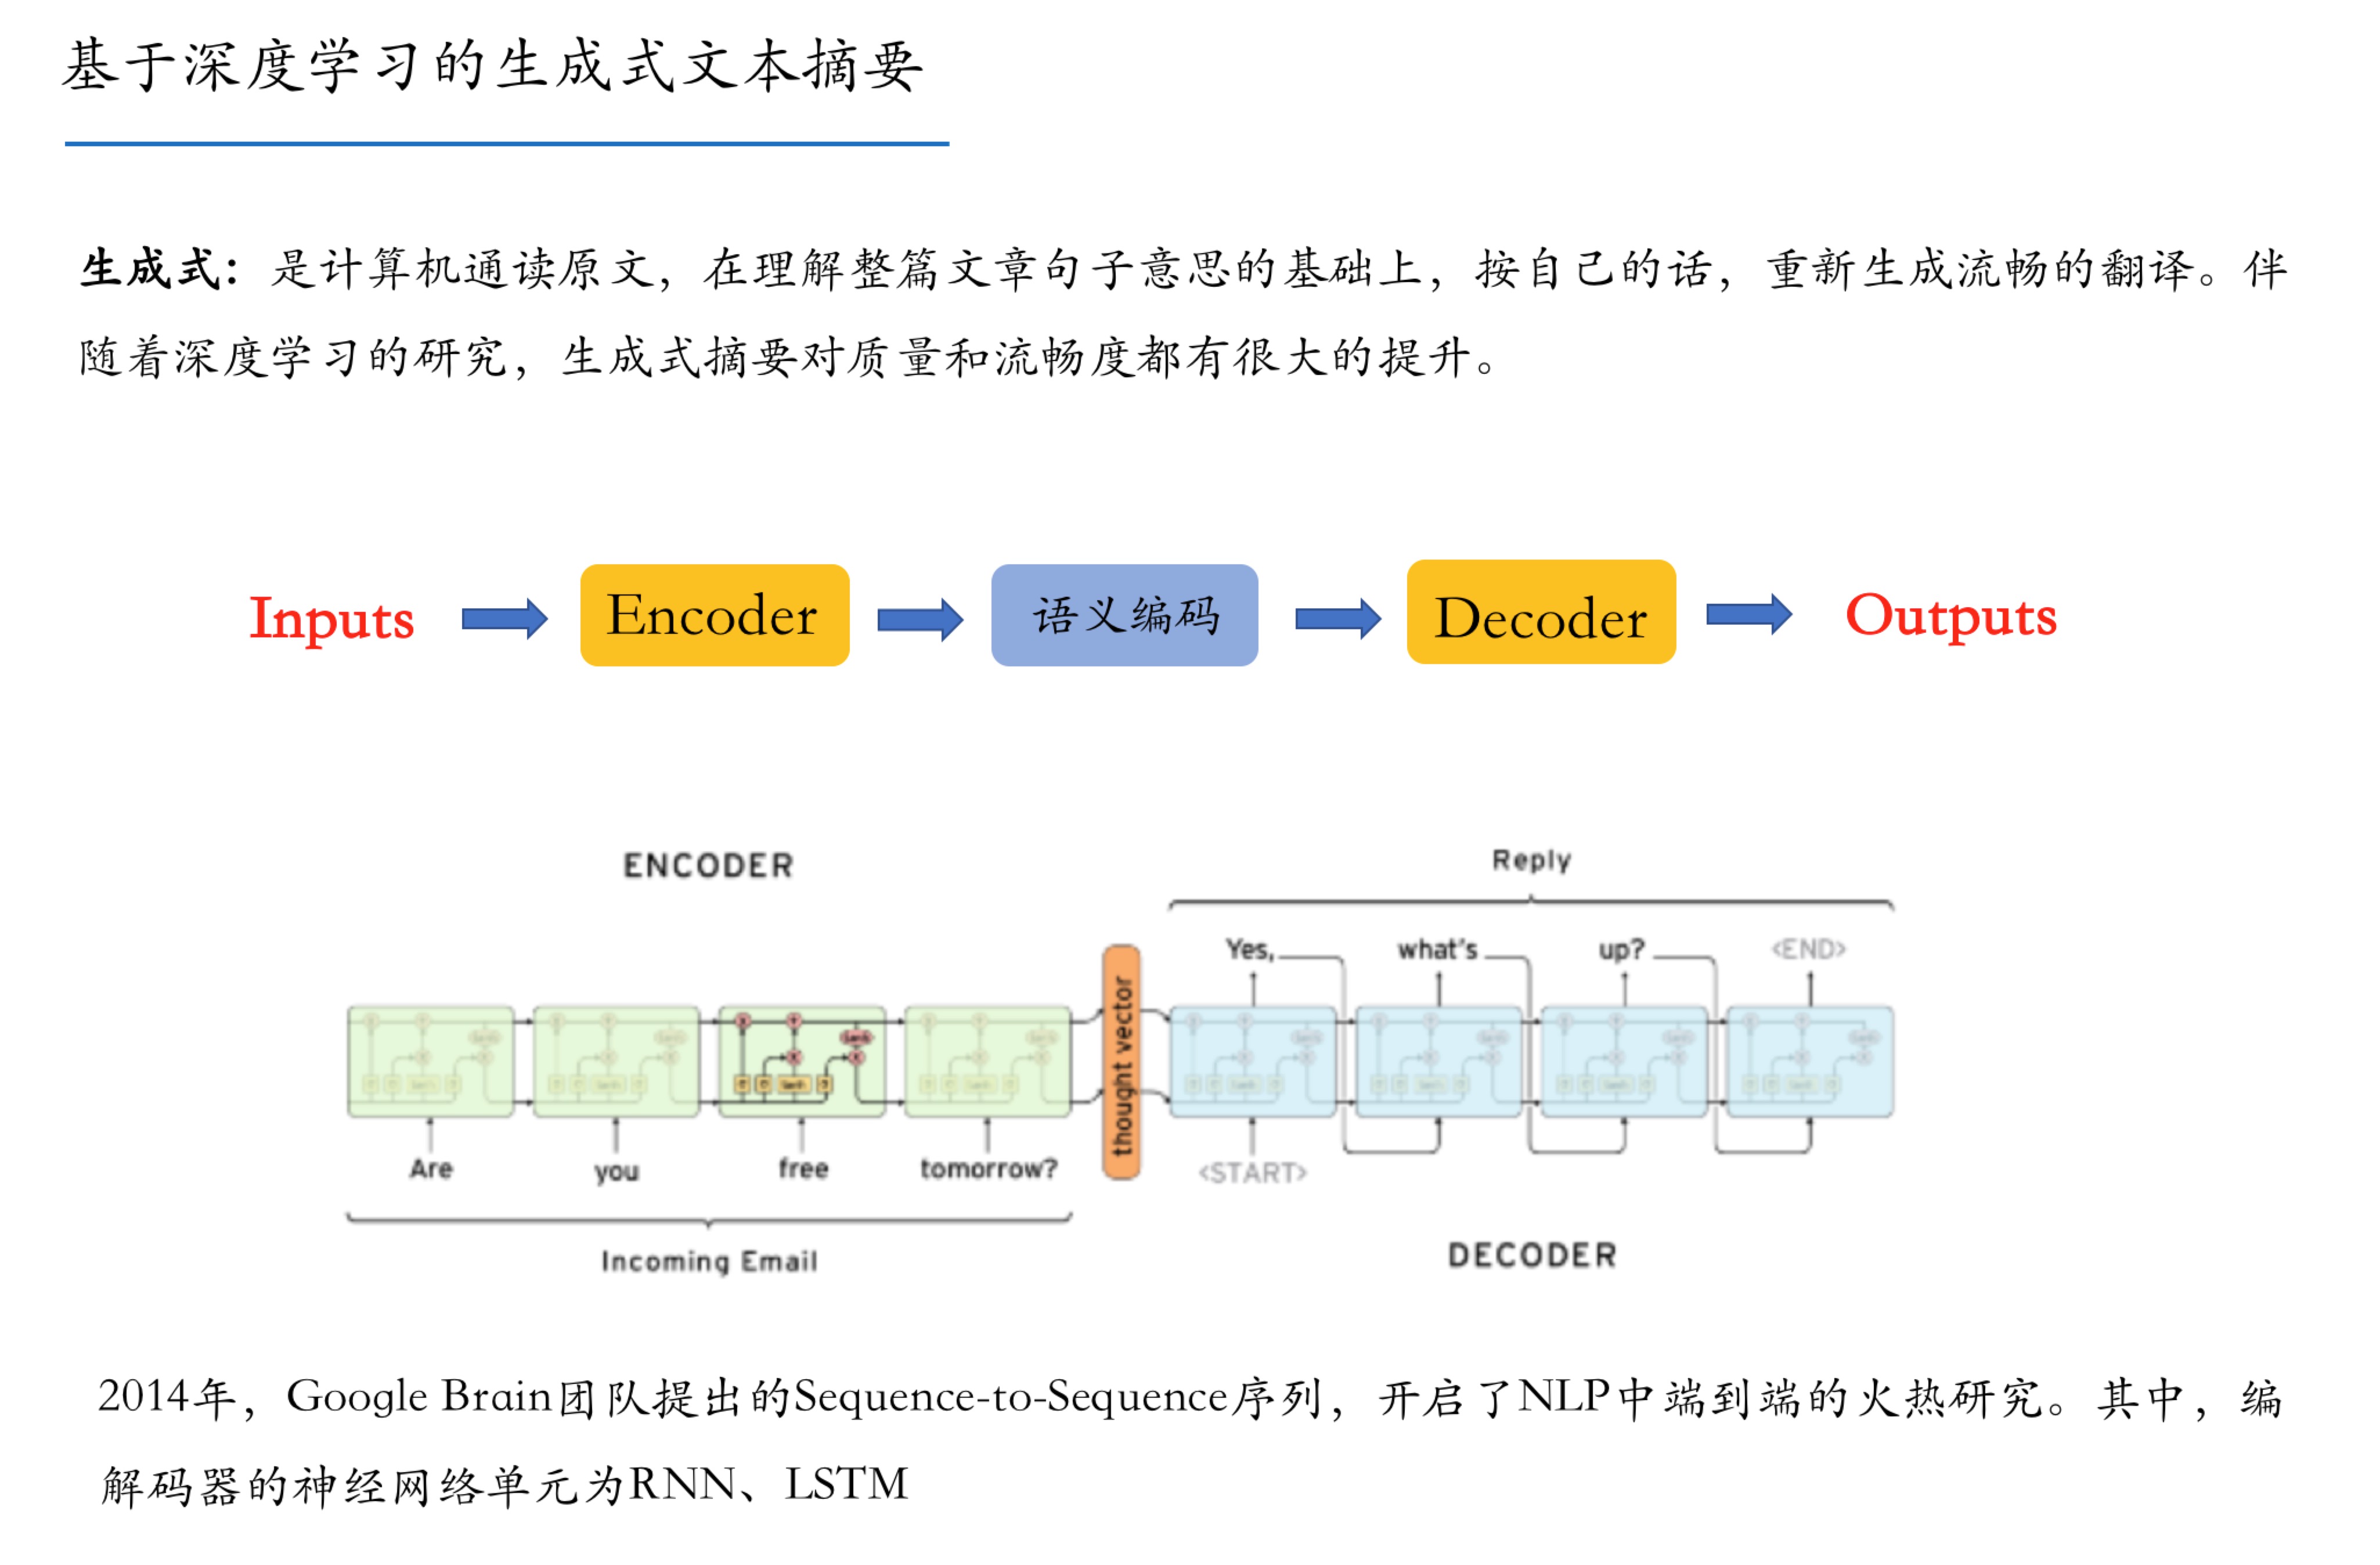 基于深度学习的生成式文本摘要
生成式：是计算机通读原文，在理解整篇文章句子意思的基础上，按自己的话，重新生成流畅的翻译。伴
随着深度学习的研究，生成式摘要对质量和流畅度都有很大的提升。
Inputs Encoder 语义编码 Decoder Outputs
ENCODER
Reply
Yes, what's up? <END>
thought vector
Are you free tomorrow?
<START>
Incoming Email
DECODER
2014年，Google Brain团队提出的Sequence-to-Sequence序列，开启了NLP中端到端的火热研究。其中，编
解码器的神经网络单元为RNN、LSTM